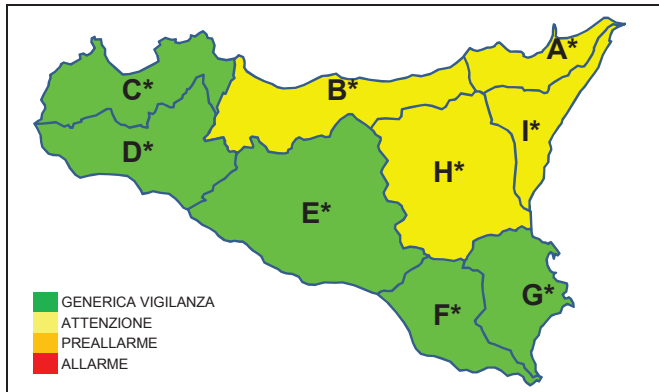 A*
C*
B*
I*
D*
H*
E*
G*
F*
GENERICA VIGILANZA
ATTENZIONE
PREALLARME
ALLARME